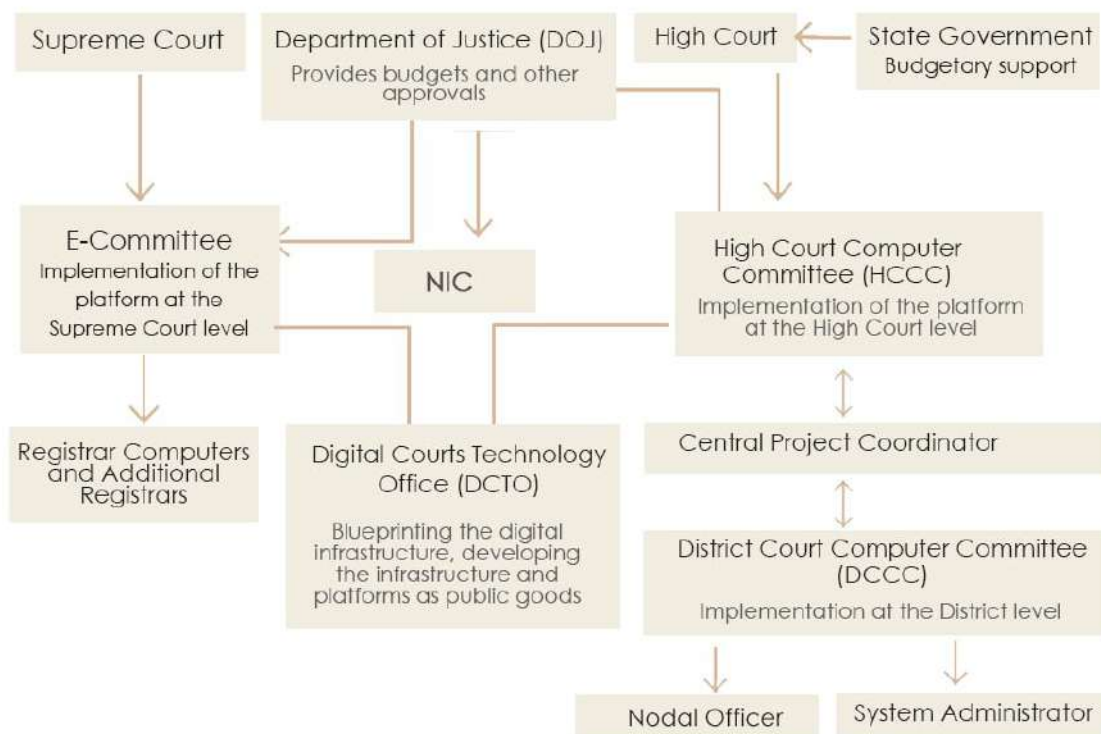 Supreme Court
Department of Justice (DOJ)
Provides budgets and other
approvals
High Court
State Government
Budgetary support
E-Committee
Implementation of the
platform at the
Supreme Court level
NIC
High Court Computer
Committee (HCCC)
Implementation of the platform
at the High Court level
Registrar Computers
and Additional
Registrars
Digital Courts Technology
Office (DCTO)
Blueprinting the digital
infrastructure, developing
the infrastructure and
platforms as public goods
Central Project Coordinator
District Court Computer Committee
(DCCC)
Implementation at the District level
Nodal Officer
System Administrator